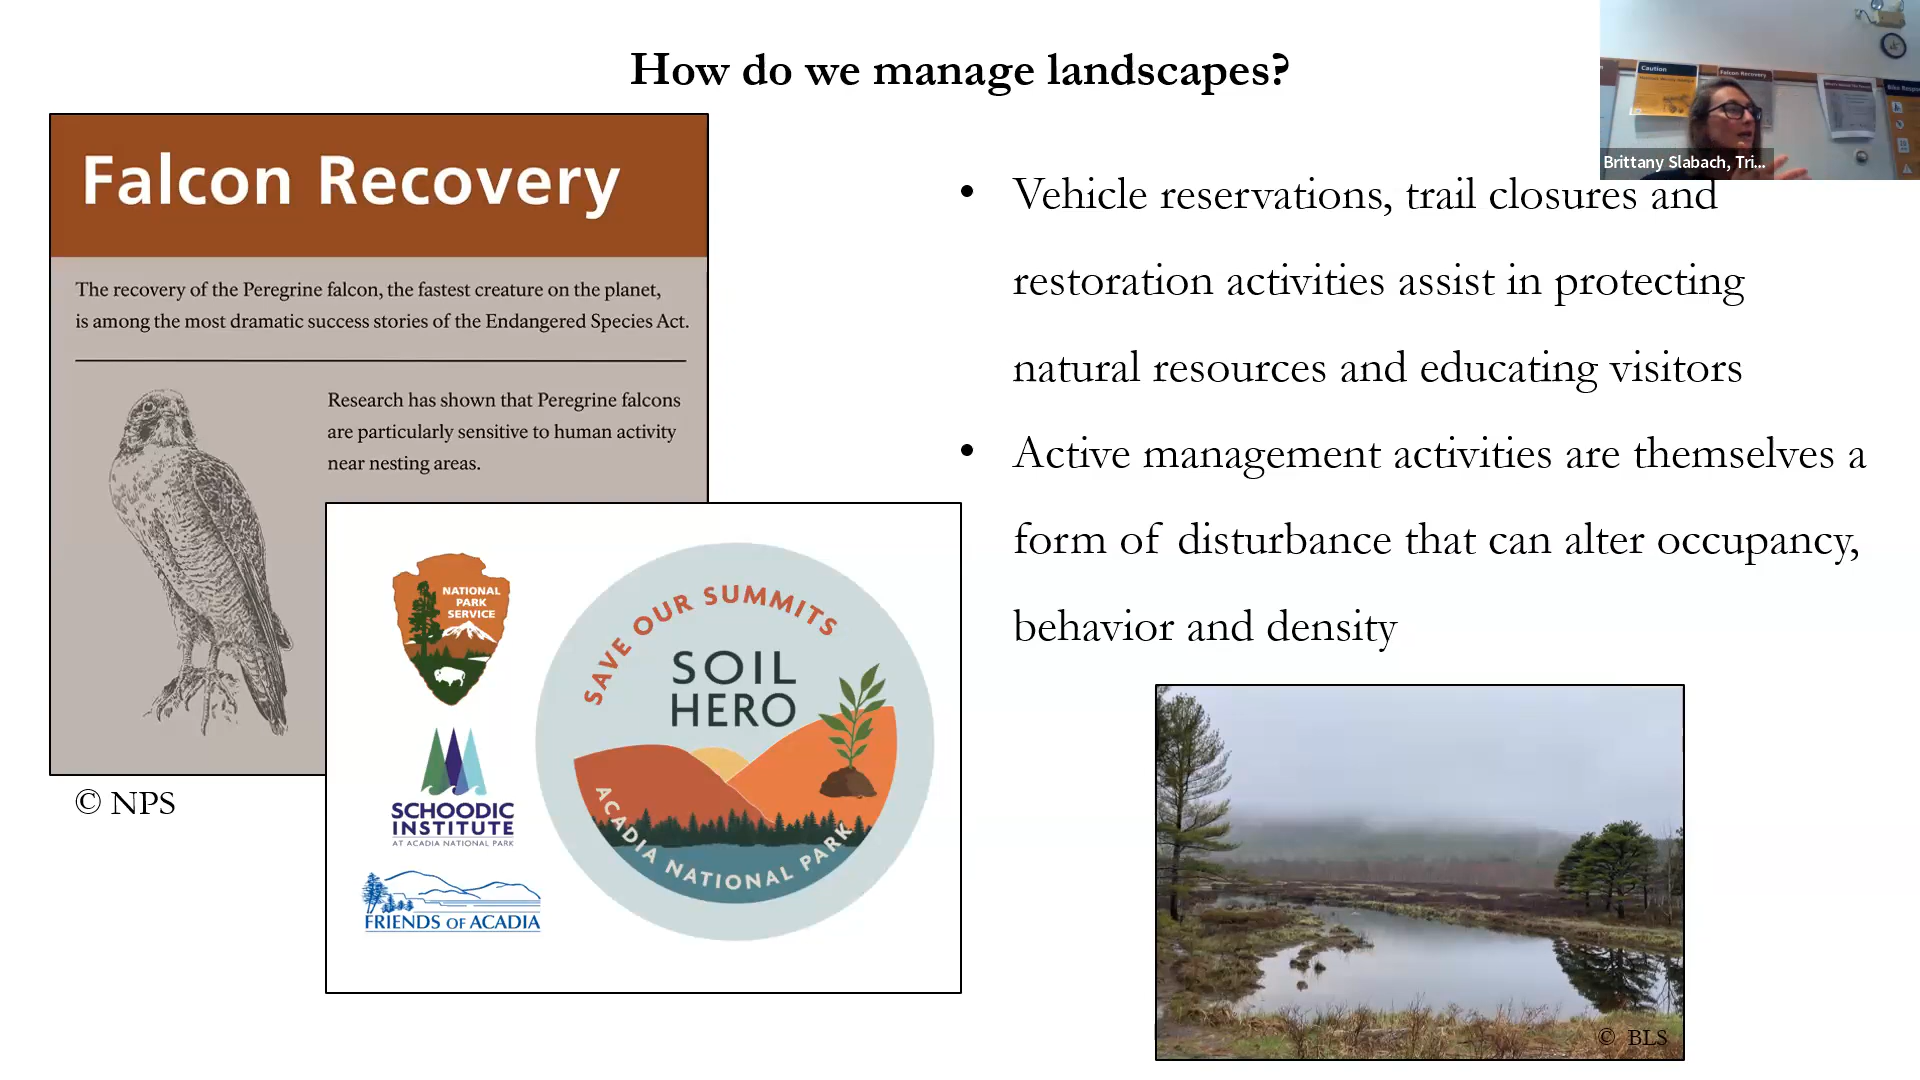 How do we manage landscapes?
Falcon Recovery
The recovery of the Peregrine falcon, the fastest creature on the planet,
is among the most dramatic success stories of the Endangered Species Act.
Research has shown that Peregrine falcons
are particularly sensitive to human activity
near nesting areas.
© NPS
NATIONAL
PARK
SERVICE
SCHOODIC
INSTITUTE
AT ACADIA NATIONAL PARK
FRIENDS OF ACADIA
SAVE OUR SUMMITS
SOIL
HERO
ACADIA NATIONAL PARK
• Vehicle reservations, trail closures and
restoration activities assist in protecting
natural resources and educating visitors
• Active management activities are themselves a
form of disturbance that can alter occupancy,
behavior and density
© BLS
Caution
Falcon Recovery
Brittany Slabach, Tri...